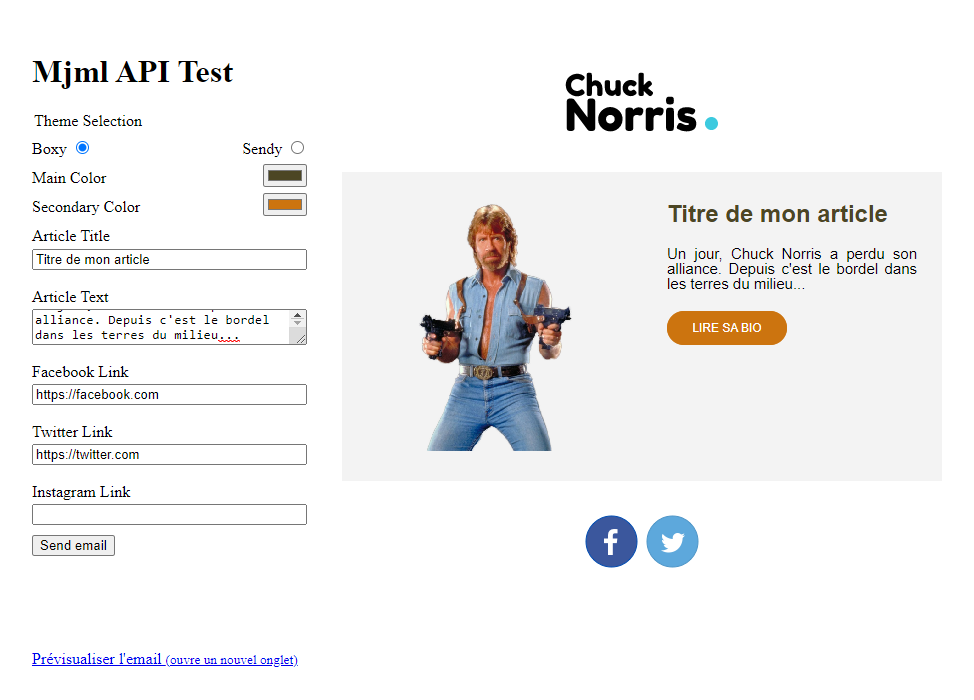 Mjml API Test
Theme Selection
Boxy
Sendy
Main Color
Secondary Color
Article Title
Titre de mon article
Article Text
alliance. Depuis c'est le bordel
dans les terres du milieu...
Facebook Link
https://facebook.com
Twitter Link
https://twitter.com
Instagram Link
Send email
Prévisualiser l'email (ouvre un nouvel onglet)
Chuck
Norris
Titre de mon article
Un jour, Chuck Norris a perdu son
alliance. Depuis c'est le bordel dans
les terres du milieu...
LIRE SA BIO